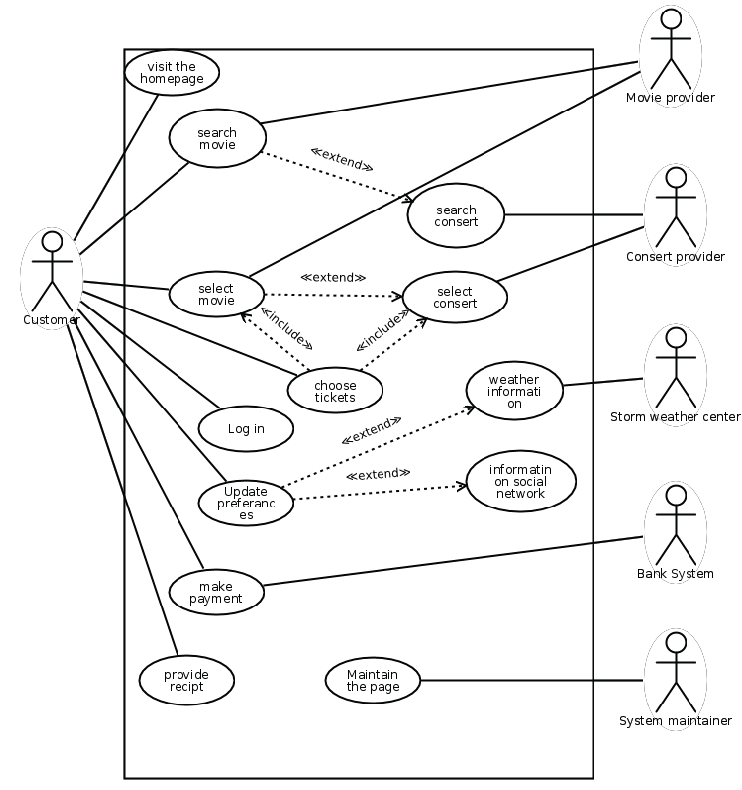 visit the
homepage
Movie provider
search
movie
≪extend≫
search
consert
Consert provider
select
movie
≪extend≫
select
consert
Customer
≪include≫
≪include≫
choose
tickets
weather
informati
on
Storm weather center
Log in
≪extend≫
≪extend≫
informatin
on social
network
Update
preferanc
es
make
payment
Bank System
provide
recipt
Maintain
the page
System maintainer